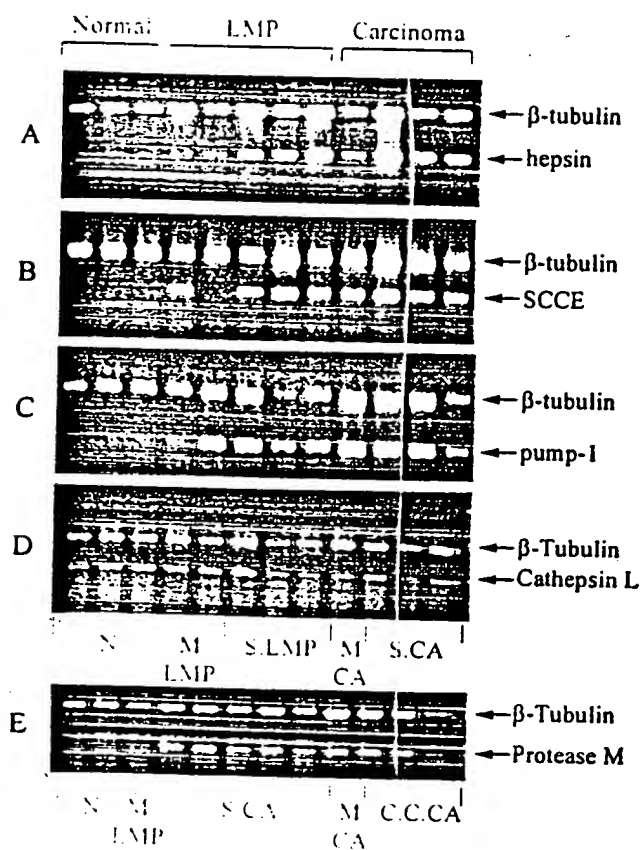 Normal LMP Carcinoma
A
β-tubulin
hepsin
B
β-tubulin
SCCE
C
β-tubulin
pump-1
D
β-Tubulin
Cathepsin L
N M S.LMP M S.CA
LMP CA
E
β-Tubulin
Protease M
N M S.CA M C.C.CA
LMP CA